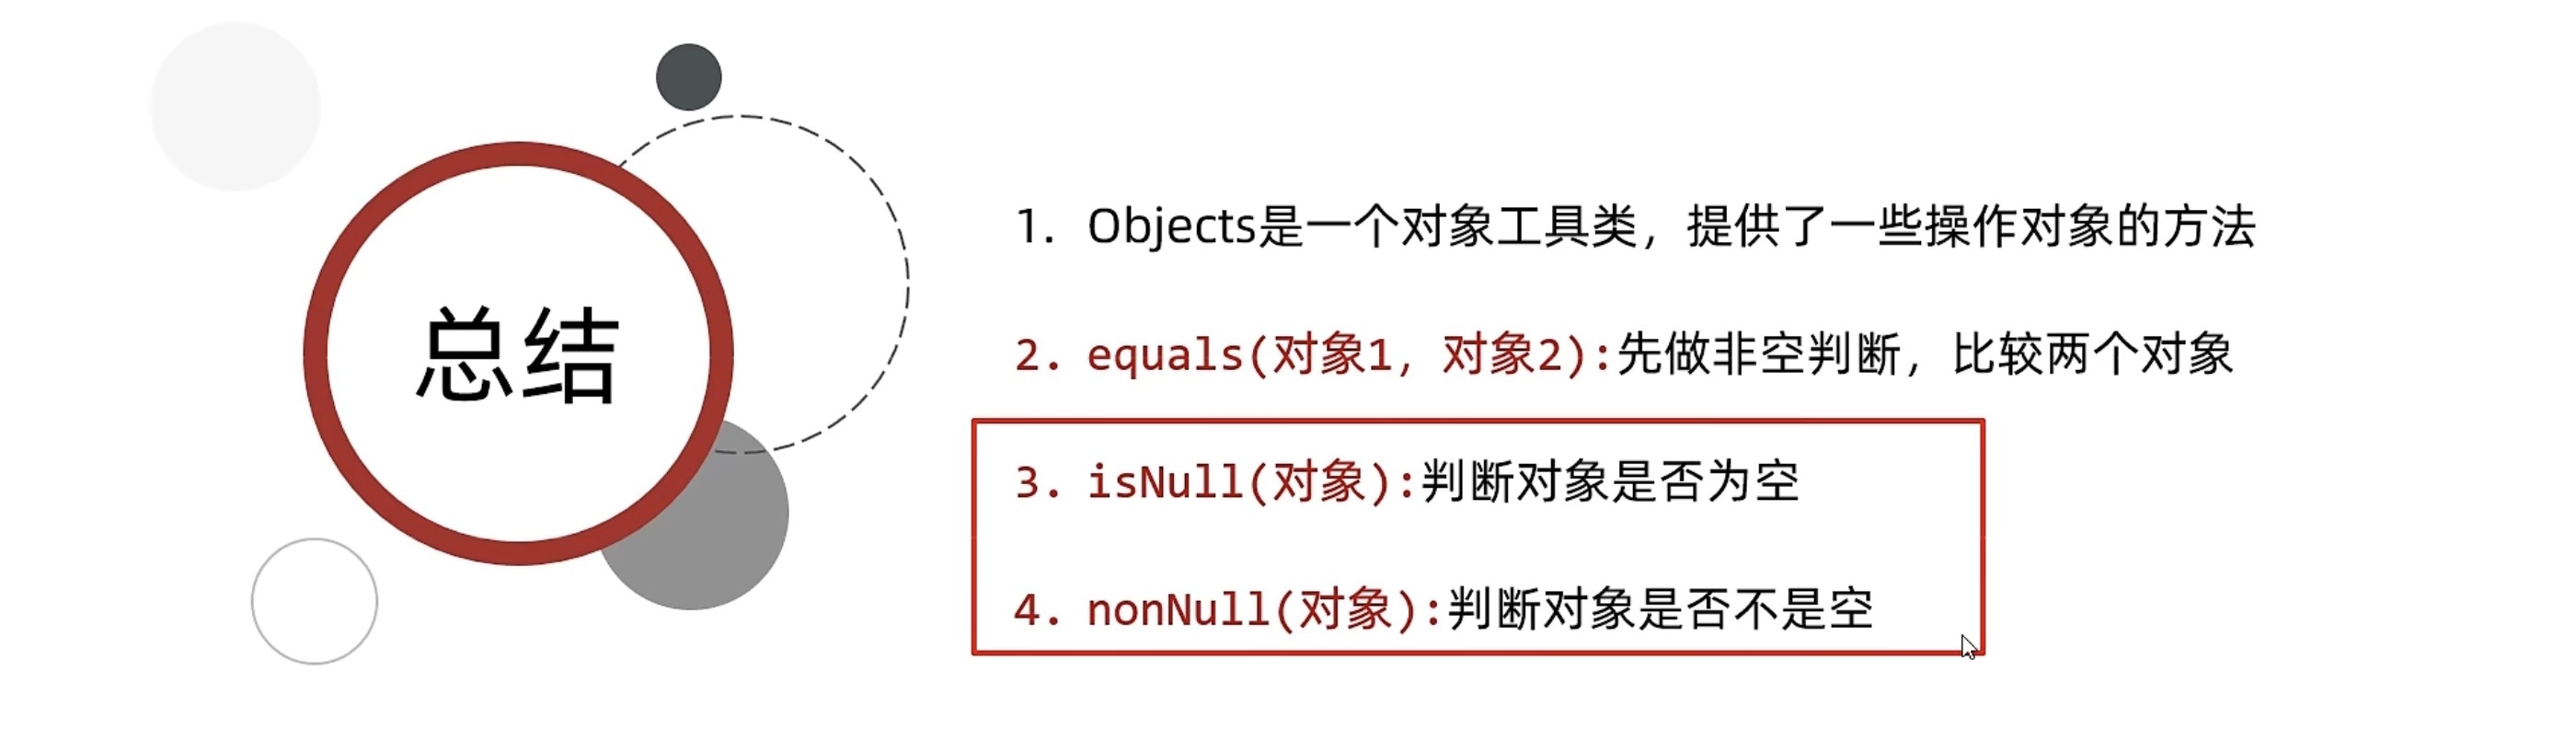 总结
1. Objects是一个对象工具类，提供了一些操作对象的方法
2. equals(对象1, 对象2):先做非空判断，比较两个对象
3. isNull(对象):判断对象是否为空
4. nonNull(对象):判断对象是否不是空